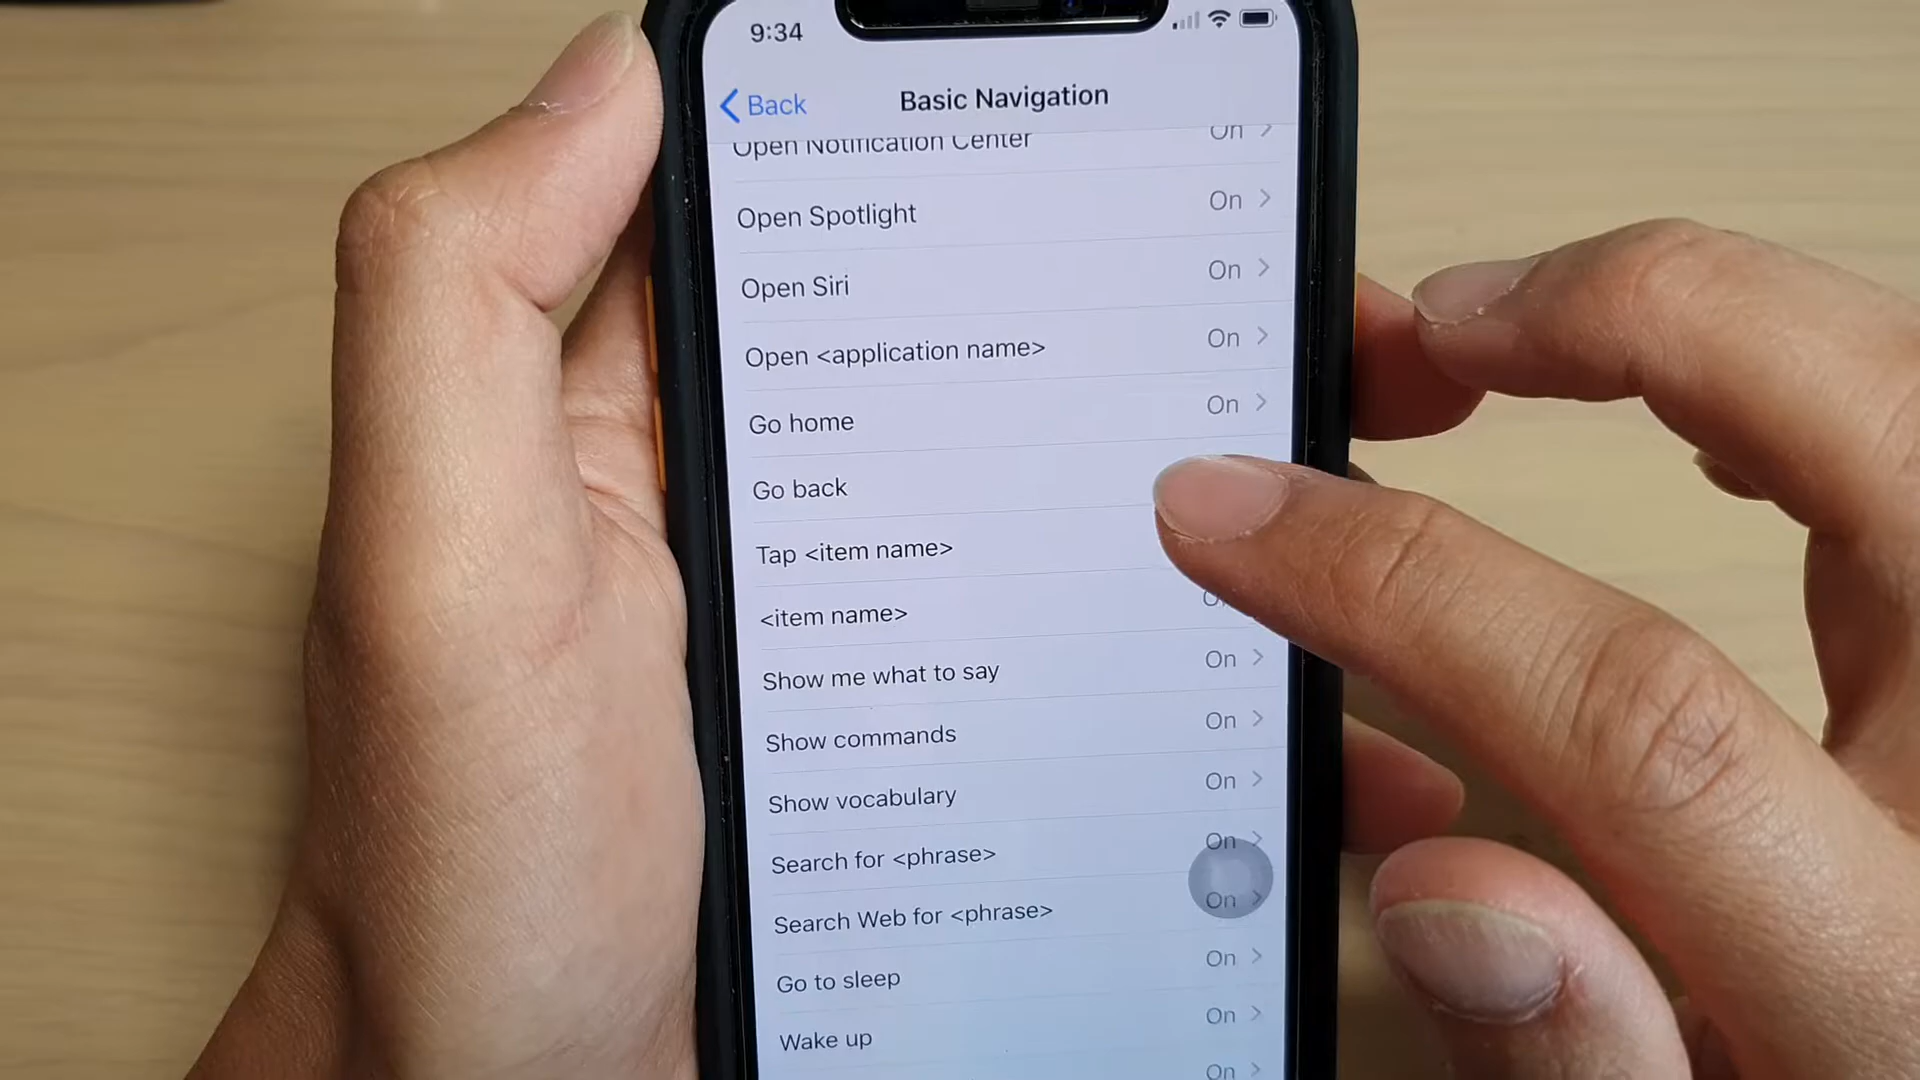 9:34
Back
Basic Navigation
Open Notification Center On
Open Spotlight On
Open Siri On
Open <application name> On
Go home On
Go back
Tap <item name>
<item name>
Show me what to say On
Show commands On
Show vocabulary On
Search for <phrase> On
Search Web for <phrase> On
Go to sleep On
Wake up On
On